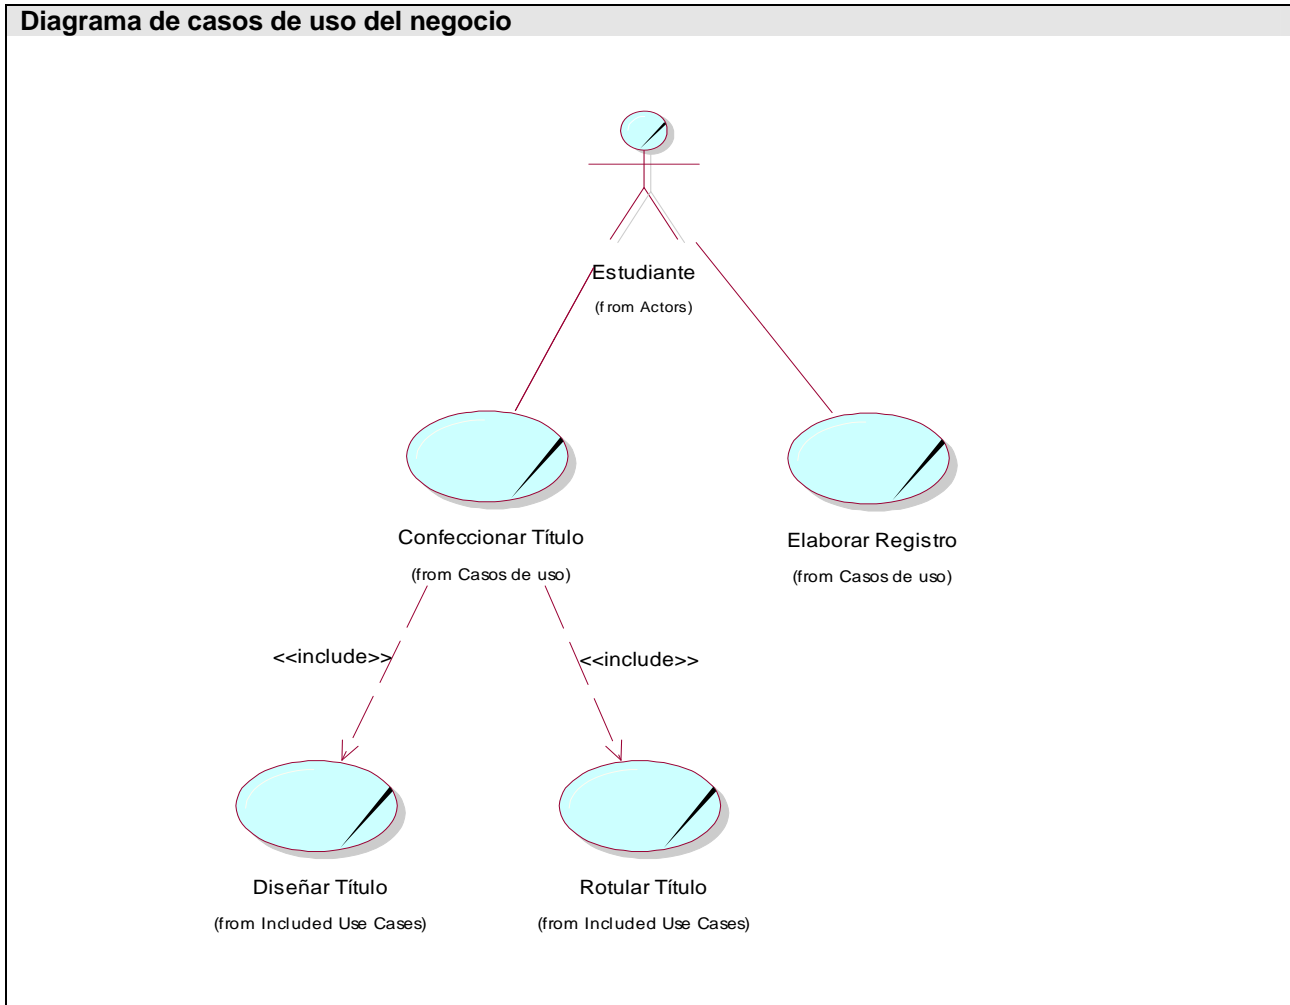 Diagrama de casos de uso del negocio
Estudiante
(from Actors)
Confeccionar Título
(from Casos de uso)
Elaborar Registro
(from Casos de uso)
<<include>>
<<include>>
Diseñar Título
(from Included Use Cases)
Rotular Título
(from Included Use Cases)